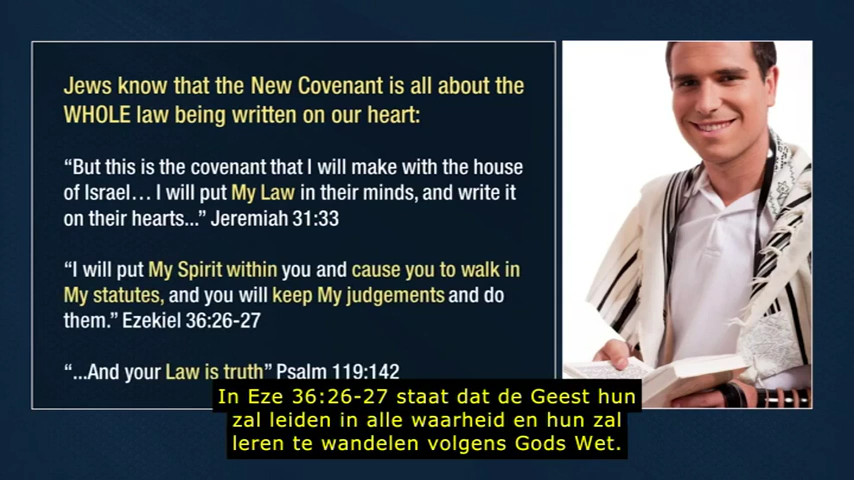 Jews know that the New Covenant is all about the
WHOLE law being written on our heart:
“But this is the covenant that I will make with the house
of Israel… I will put My Law in their minds, and write it
on their hearts...” Jeremiah 31:33
“I will put My Spirit within you and cause you to walk in
My statutes, and you will keep My judgements and do
them.” Ezekiel 36:26-27
“...And your Law is truth” Psalm 119:142
In Eze 36:26-27 staat dat de Geest hun
zal leiden in alle waarheid en hun zal
leren te wandelen volgens Gods Wet.